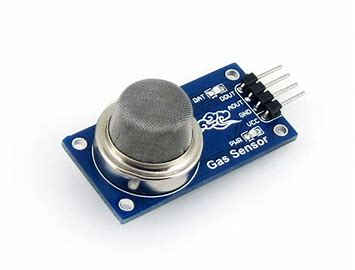 DAT
DOUT
AOUT
GND
VCC
PWR
Gas Sensor